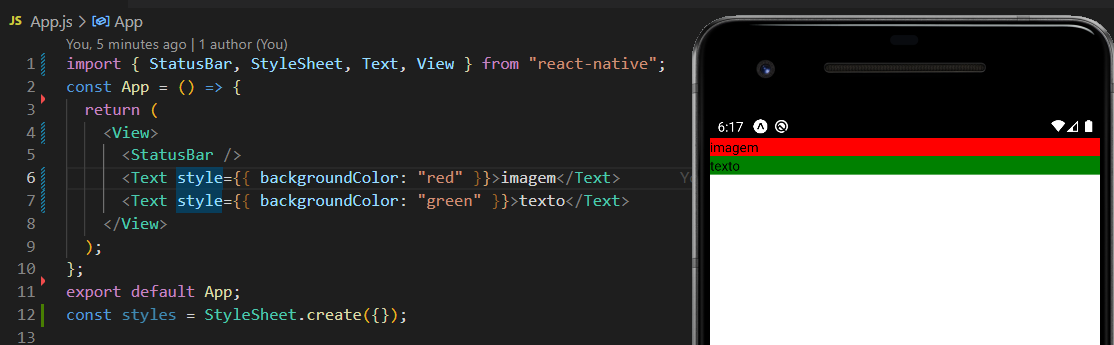 JS App.js > App
You, 5 minutes ago | 1 author (You)
1 import { StatusBar, StyleSheet, Text, View } from "react-native";
2 const App = () => {
3 return (
4 <View>
5 <StatusBar />
6 <Text style={{ backgroundColor: "red" }}>imagem</Text>
7 <Text style={{ backgroundColor: "green" }}>texto</Text>
8 </View>
9 );
10 };
11 export default App;
12 const styles = StyleSheet.create({});
13
6:17
imagem
texto